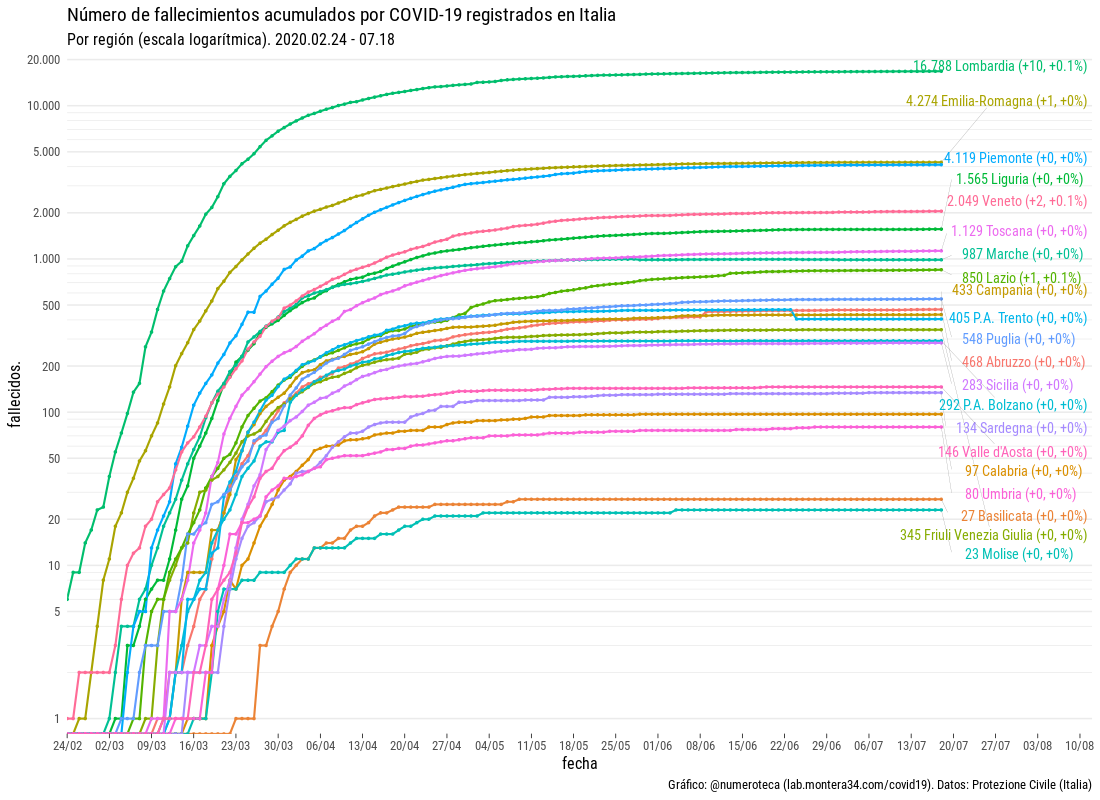 Número de fallecimientos acumulados por COVID-19 registrados en Italia
Por región (escala logarítmica). 2020.02.24 - 07.18
20.000
10.000
5.000
2.000
1.000
500
200
100
50
20
10
5
1
fallecidos.
16.788 Lombardia (+10, +0.1%)
4.274 Emilia-Romagna (+1, +0%)
4.119 Piemonte (+0, +0%)
1.565 Liguria (+0, +0%)
2.049 Veneto (+2, +0.1%)
1.129 Toscana (+0, +0%)
987 Marche (+0, +0%)
850 Lazio (+1, +0.1%)
433 Campania (+0, +0%)
405 P.A. Trento (+0, +0%)
548 Puglia (+0, +0%)
468 Abruzzo (+0, +0%)
283 Sicilia (+0, +0%)
292 P.A. Bolzano (+0, +0%)
134 Sardegna (+0, +0%)
146 Valle d'Aosta (+0, +0%)
97 Calabria (+0, +0%)
80 Umbria (+0, +0%)
27 Basilicata (+0, +0%)
345 Friuli Venezia Giulia (+0, +0%)
23 Molise (+0, +0%)
24/02 02/03 09/03 16/03 23/03 30/03 06/04 13/04 20/04 27/04 04/05 11/05 18/05 25/05 01/06 08/06 15/06 22/06 29/06 06/07 13/07 20/07 27/07 03/08 10/08
fecha
Gráfico: @numeroteca (lab.montera34.com/covid19). Datos: Protezione Civile (Italia)